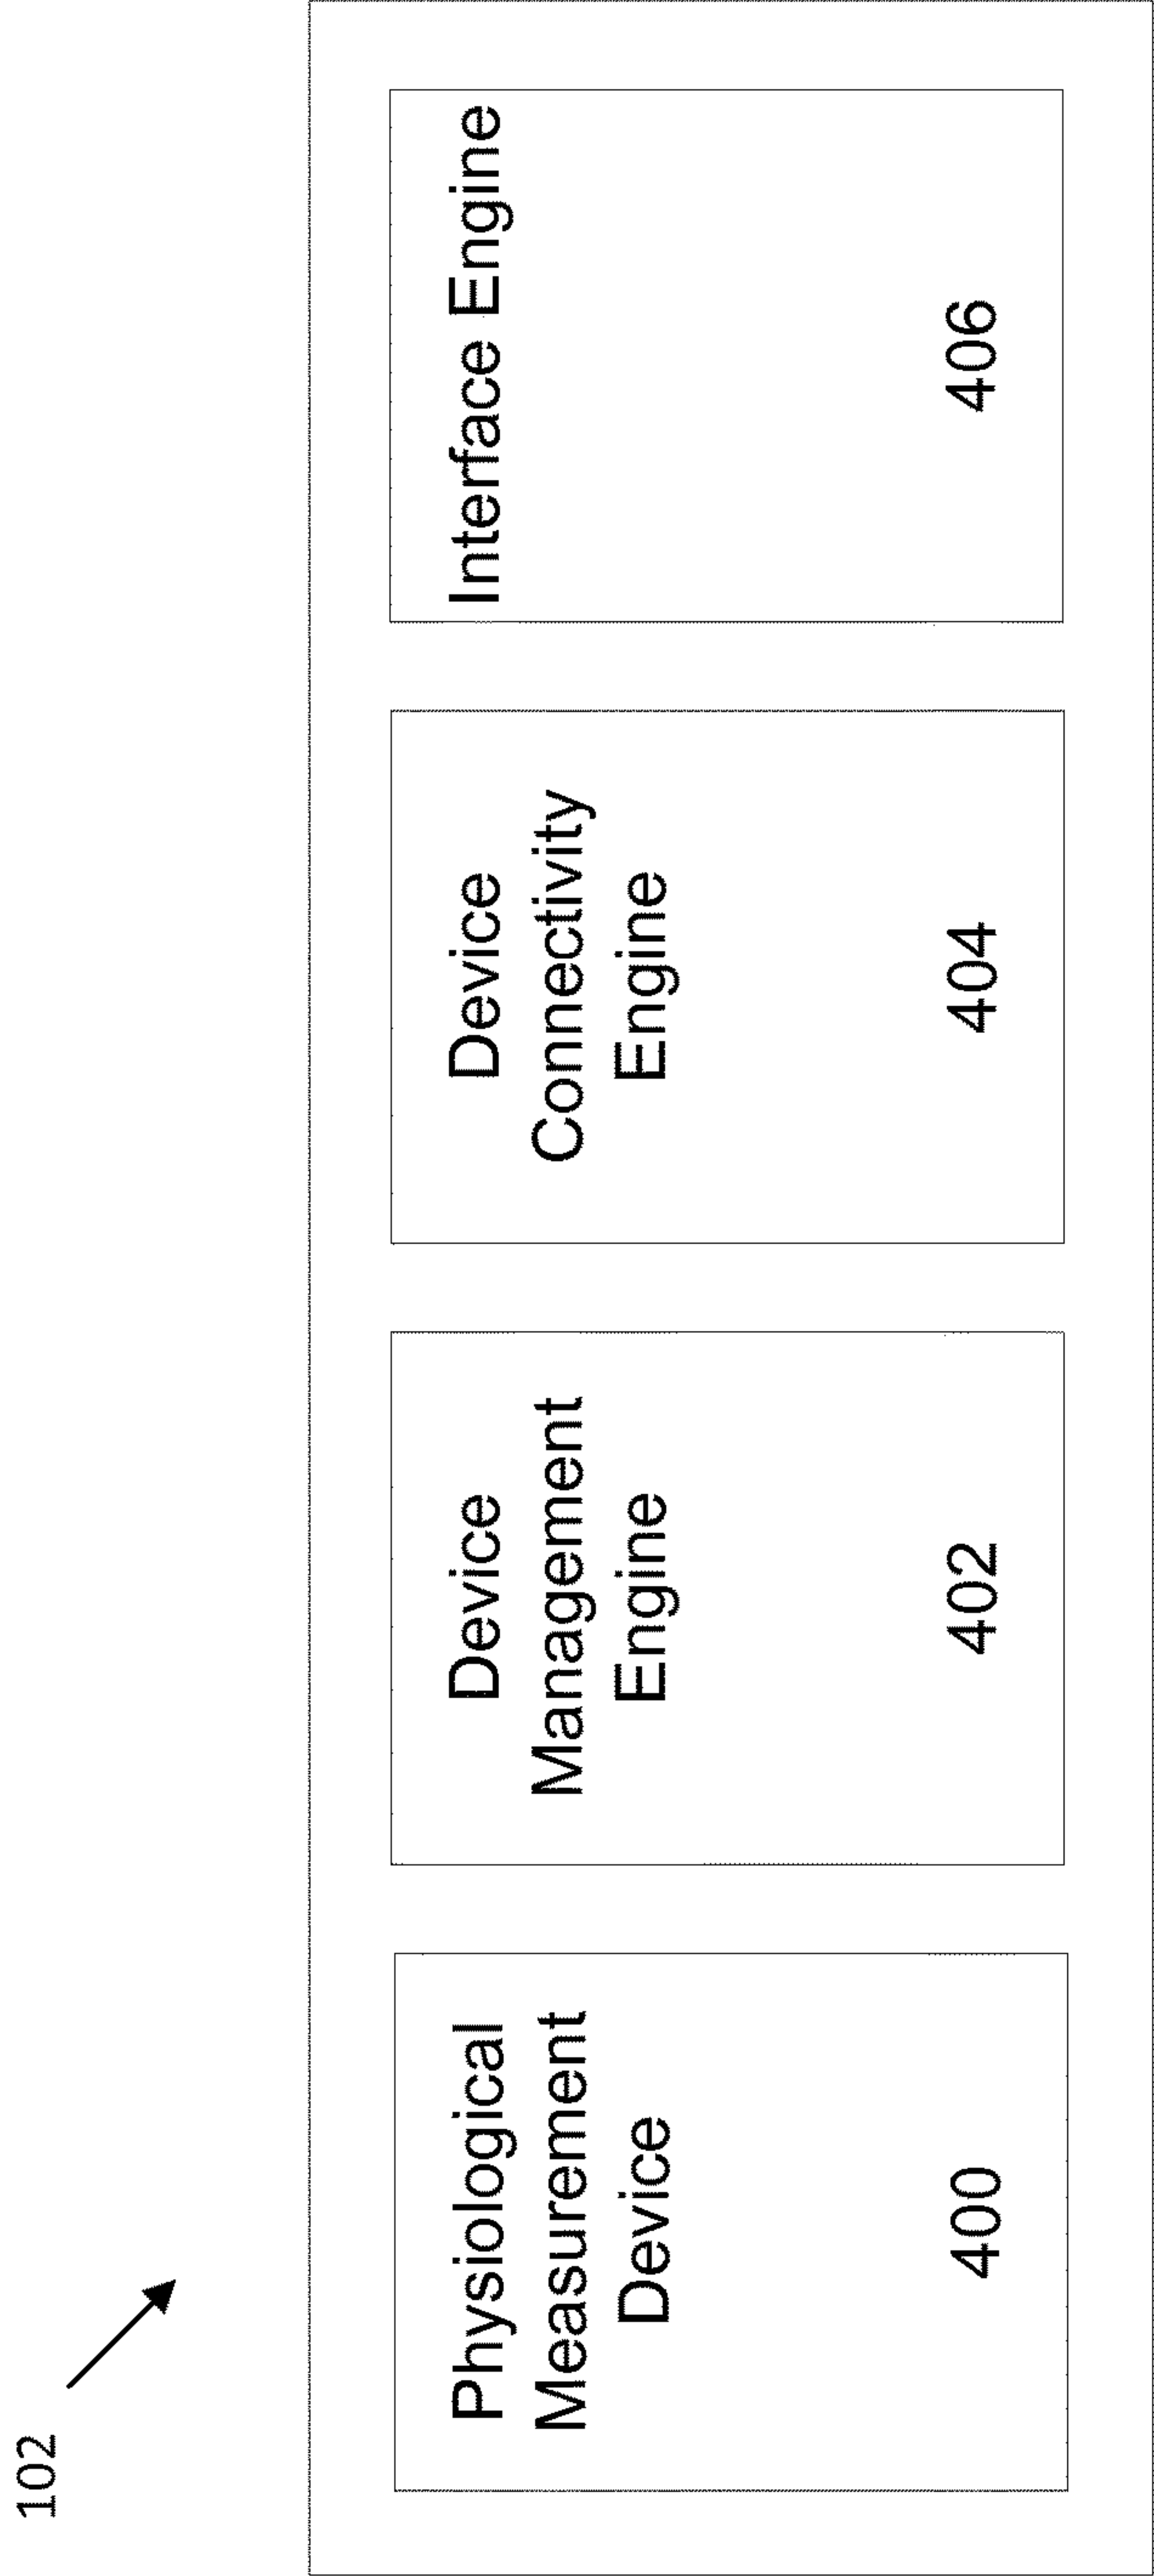 102
Physiological
Measurement
Device
400
Device
Management
Engine
402
Device
Connectivity
Engine
404
Interface Engine
406